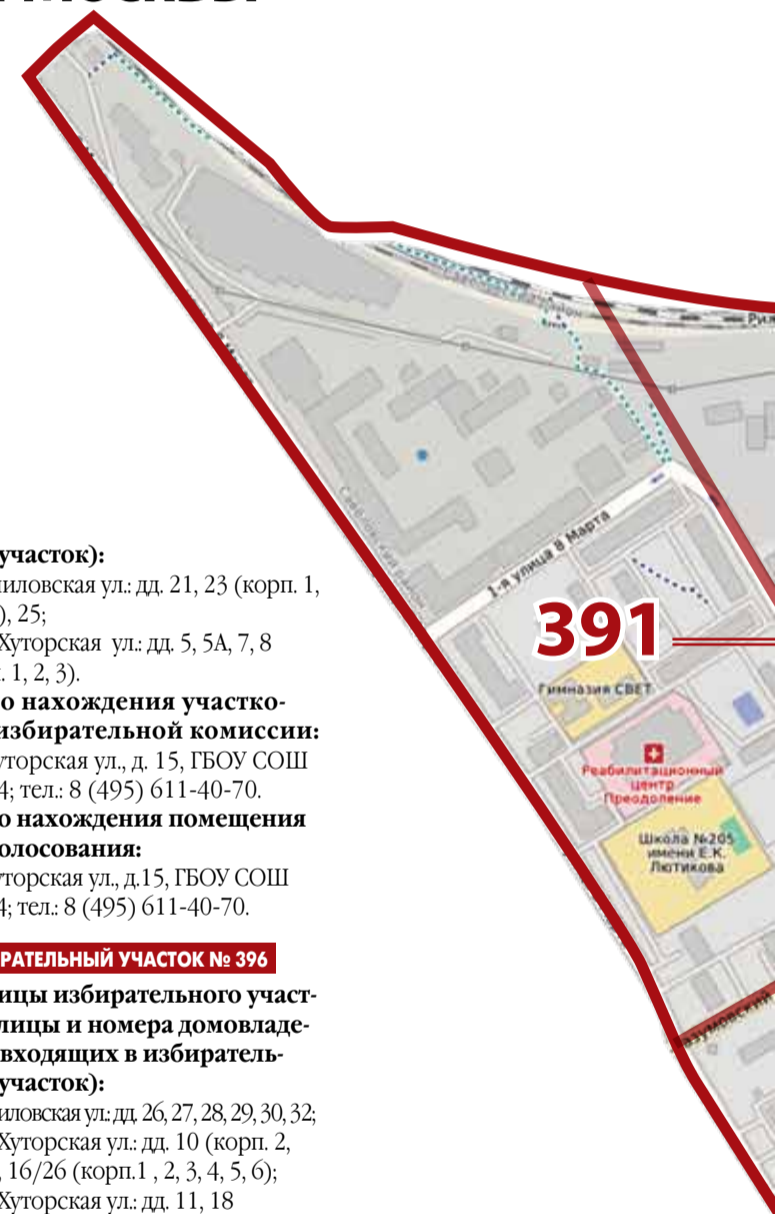 участок):
иловская ул.: дд. 21, 23 (корп. 1,
), 25;
Хуторская ул.: дд. 5, 5А, 7, 8
. 1, 2, 3).
о нахождения участко-
избирательной комиссии:
уторская ул., д. 15, ГБОУ СОШ
4; тел.: 8 (495) 611-40-70.
о нахождения помещения
олосования:
уторская ул., д.15, ГБОУ СОШ
4; тел.: 8 (495) 611-40-70.
РАТЕЛЬНЫЙ УЧАСТОК № 396
ицы избирательного участ-
лицы и номера домовладе-
входящих в избиратель-
участок):
иловская ул.: дд. 26, 27, 28, 29, 30, 32;
Хуторская ул.: дд. 10 (корп. 2,
, 16/26 (корп.1 , 2, 3, 4, 5, 6);
Хуторская ул.: дд. 11, 18
1-я улица 8 Марта
391
Гимназия СВЕТ
Реабилитационный
центр
Преодоление
Школа №205
имени Е.К.
Лютикова
Разумовский
Риж